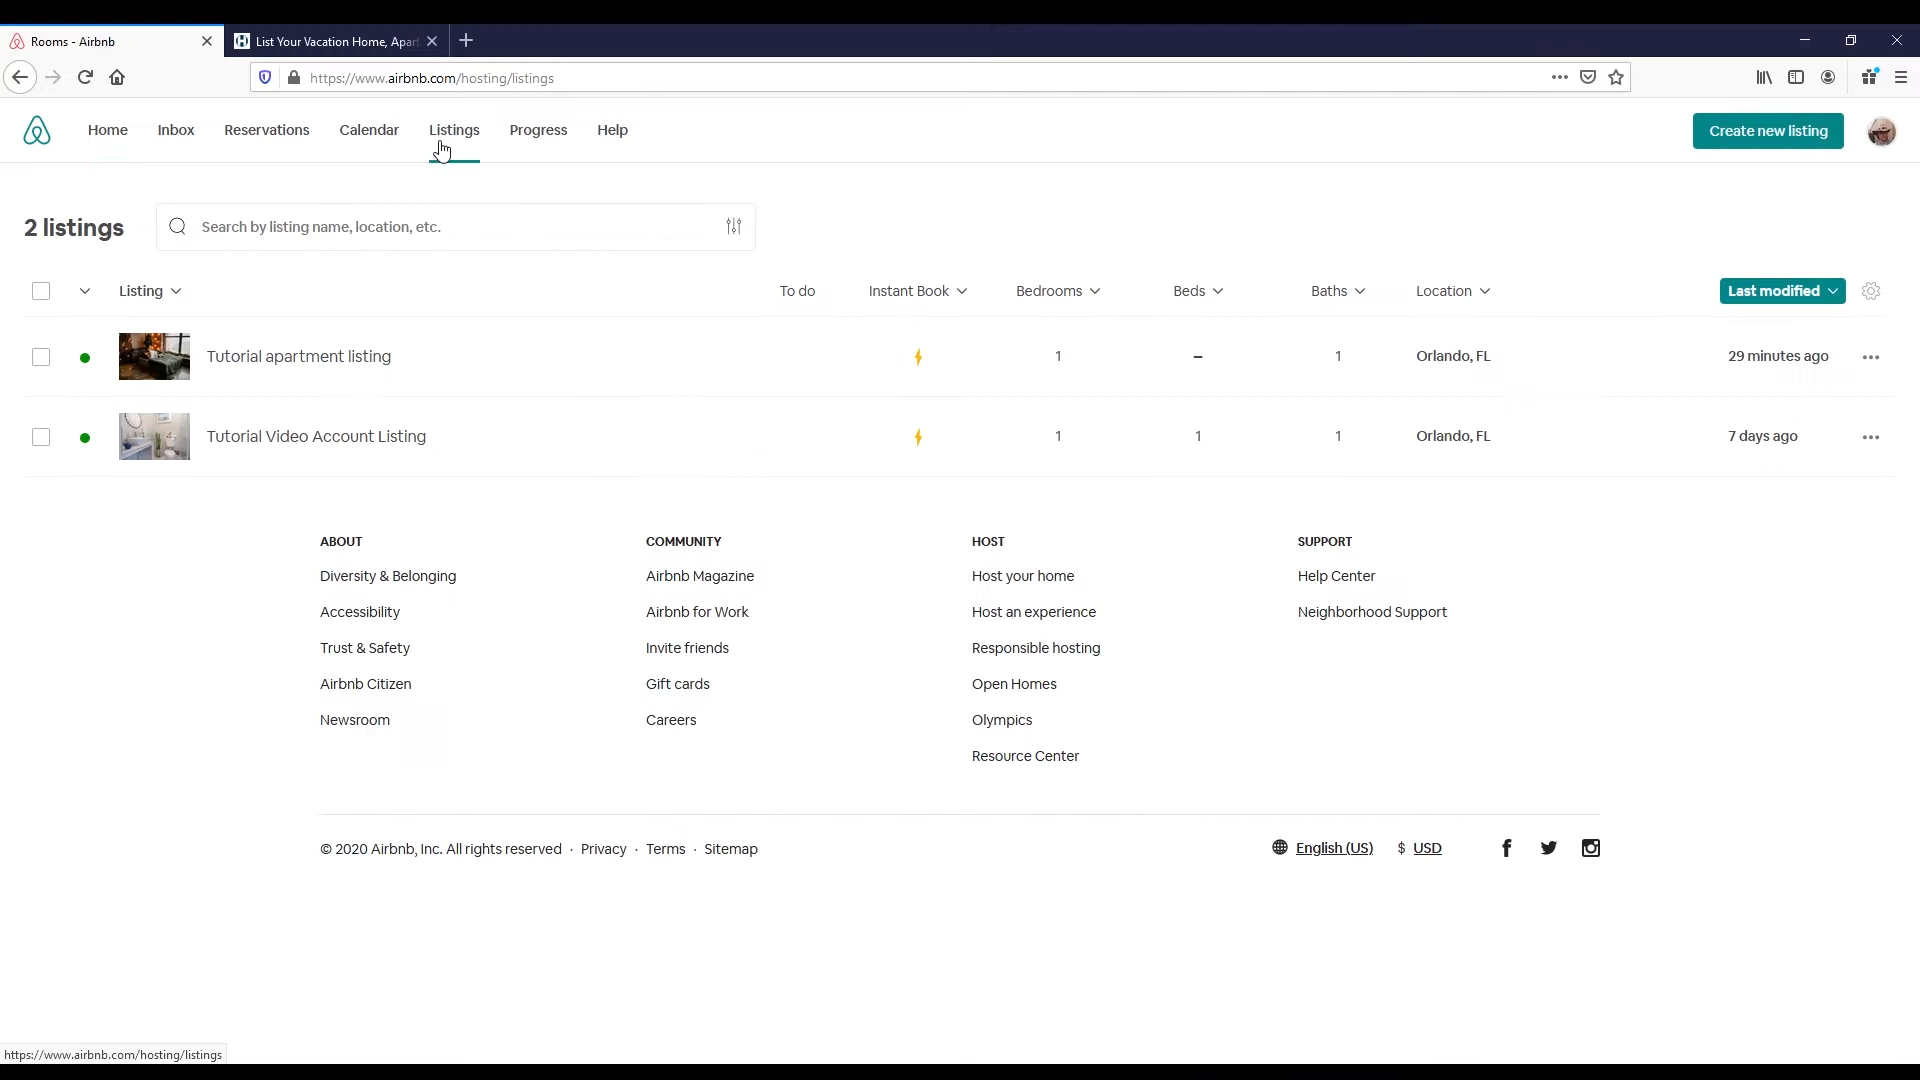 Rooms - Airbnb
List Your Vacation Home, Apart
https://www.airbnb.com/hosting/listings
Home Inbox Reservations Calendar Listings Progress Help Create new listing
2 listings Search by listing name, location, etc.
Listing To do Instant Book Bedrooms Beds Baths Location Last modified
Tutorial apartment listing 1 – 1 Orlando, FL 29 minutes ago
Tutorial Video Account Listing 1 1 1 Orlando, FL 7 days ago
ABOUT COMMUNITY HOST SUPPORT
Diversity & Belonging Airbnb Magazine Host your home Help Center
Accessibility Airbnb for Work Host an experience Neighborhood Support
Trust & Safety Invite friends Responsible hosting
Airbnb Citizen Gift cards Open Homes
Newsroom Careers Olympics
Resource Center
© 2020 Airbnb, Inc. All rights reserved · Privacy · Terms · Sitemap English (US) $ USD
https://www.airbnb.com/hosting/listings